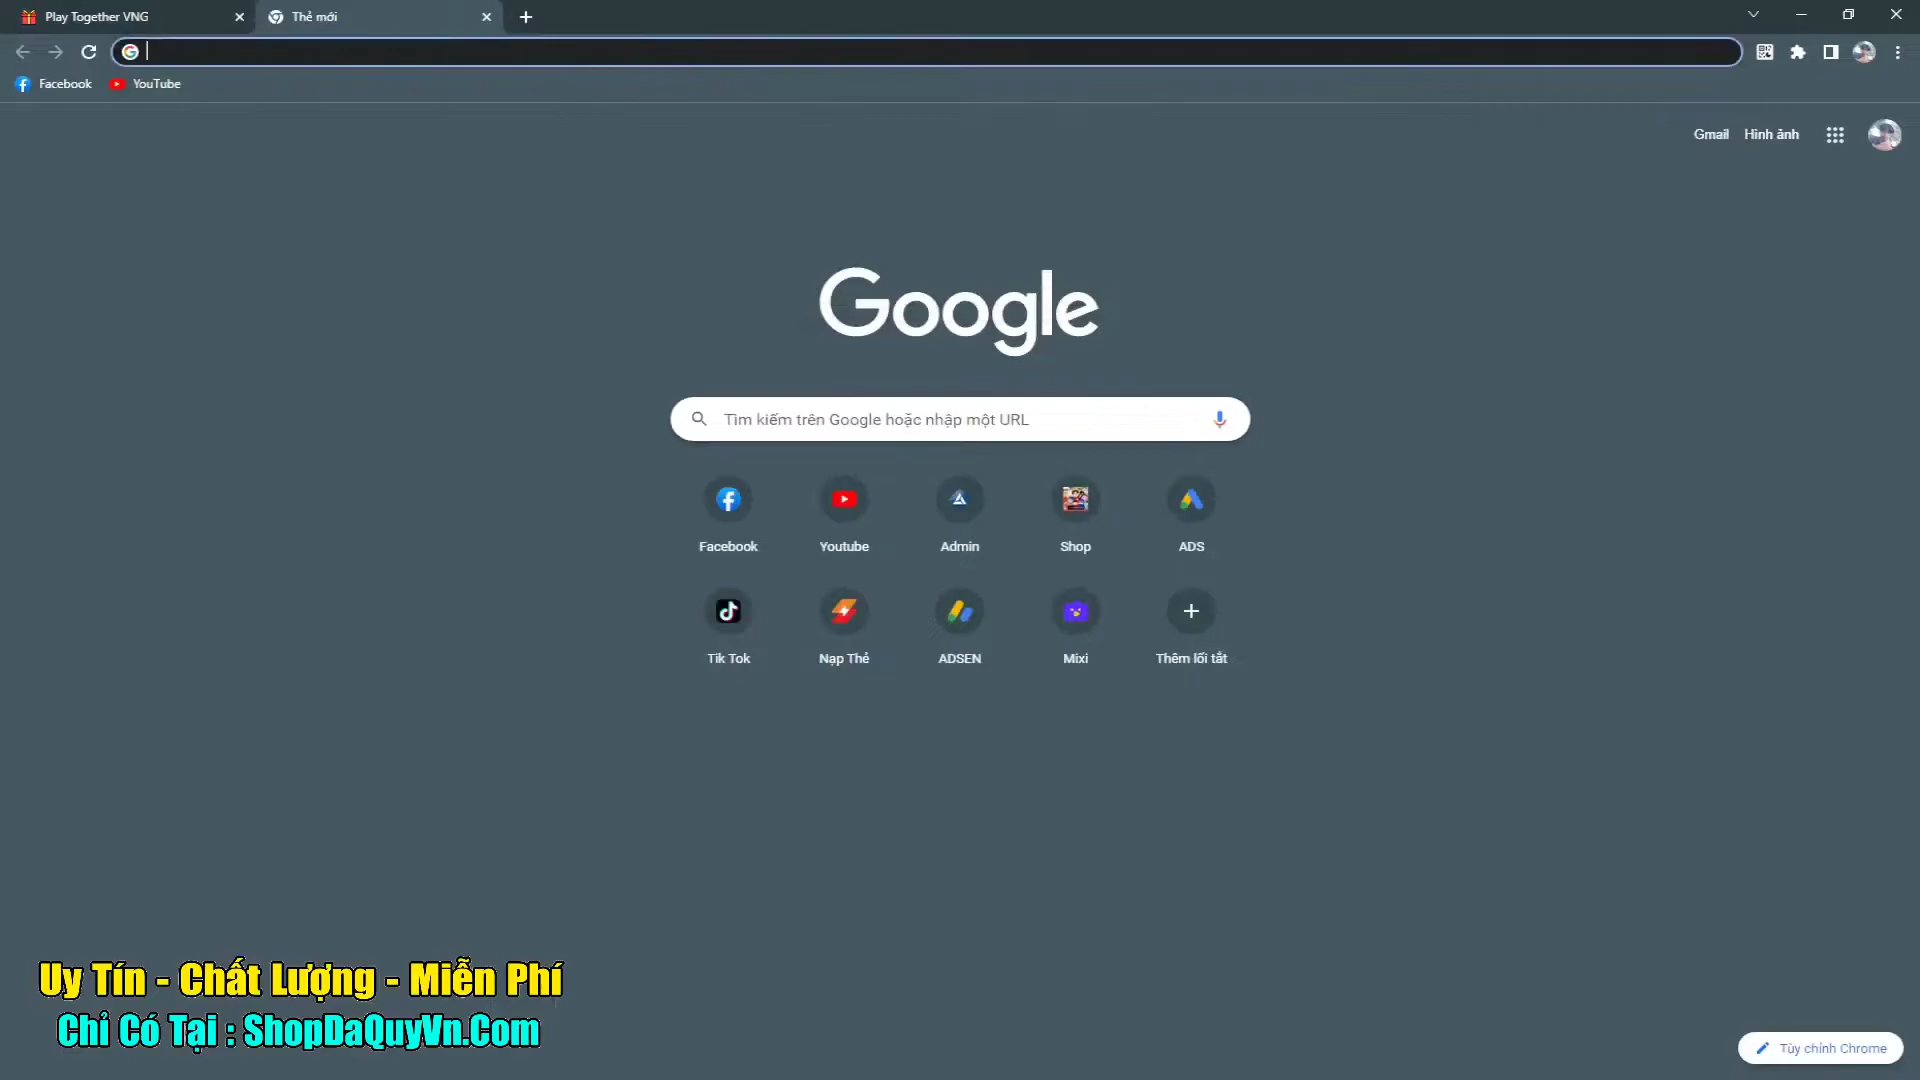 Play Together VNG
Thẻ mới
Facebook
YouTube
Gmail
Hình ảnh
Google
Tìm kiếm trên Google hoặc nhập một URL
Facebook
Youtube
Admin
Shop
ADS
Tik Tok
Nạp Thẻ
ADSEN
Mixi
Thêm lối tắt
Uy Tín - Chất Lượng - Miễn Phí
Chỉ Có Tại : ShopDaQuyVn.Com
Tùy chỉnh Chrome